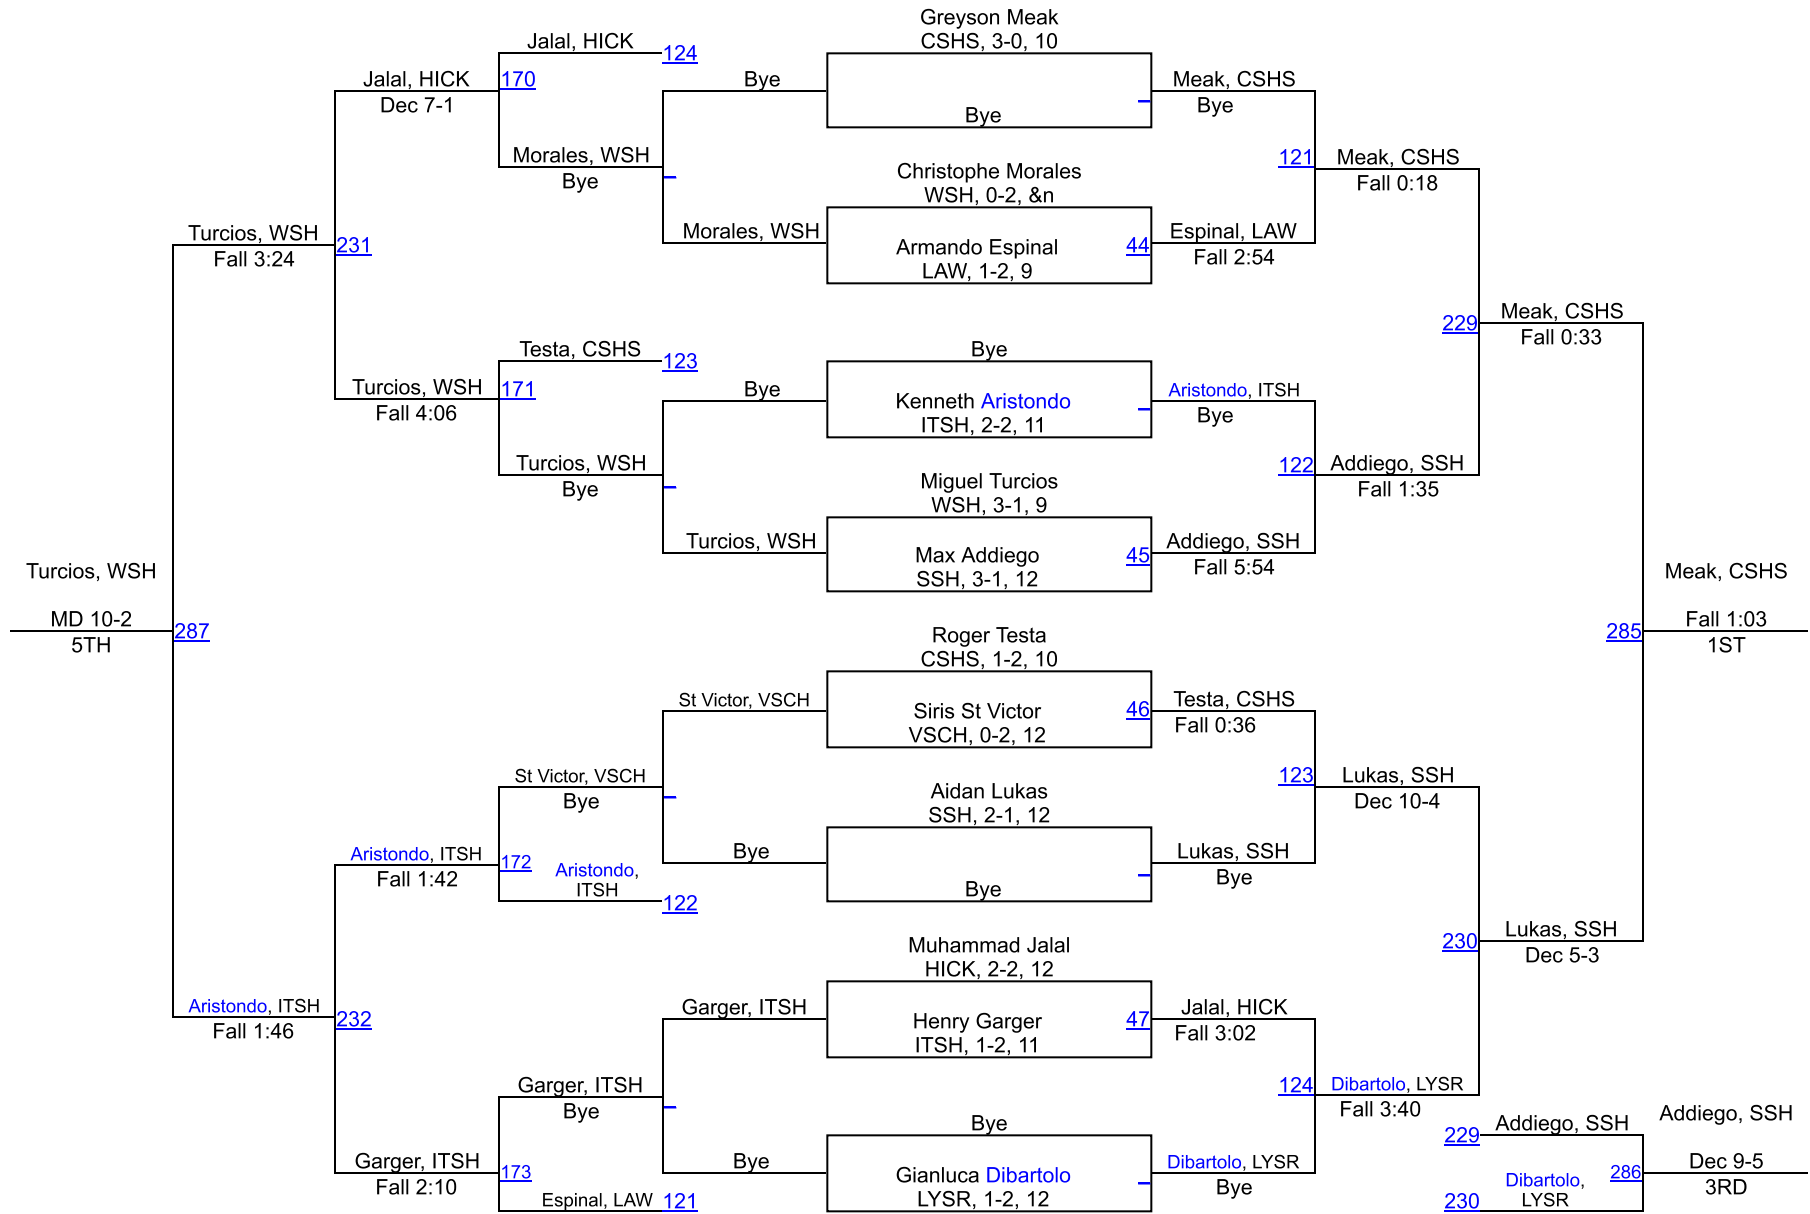 Greyson Meak
CSHS, 3-0, 10
Jalal, HICK
124
Jalal, HICK
170
Bye
Meak, CSHS
Dec 7-1
Bye
Bye
Morales, WSH
121
Meak, CSHS
Bye
Christophe Morales
Fall 0:18
WSH, 0-2, &n
Turcios, WSH
Morales, WSH
Espinal, LAW
231
Armando Espinal
44
Fall 3:24
Fall 2:54
LAW, 1-2, 9
Meak, CSHS
229
Fall 0:33
Testa, CSHS
123
Bye
Turcios, WSH
171
Bye
Aristondo, ITSH
Fall 4:06
Kenneth Aristondo
Bye
ITSH, 2-2, 11
Turcios, WSH
122
Addiego, SSH
Bye
Miguel Turcios
Fall 1:35
WSH, 3-1, 9
Turcios, WSH
Addiego, SSH
Max Addiego
45
Fall 5:54
SSH, 3-1, 12
Turcios, WSH
Meak, CSHS
MD 10-2
Fall 1:03
287
285
5TH
1ST
Roger Testa
CSHS, 1-2, 10
St Victor, VSCH
Testa, CSHS
Siris St Victor
46
Fall 0:36
VSCH, 0-2, 12
St Victor, VSCH
123
Lukas, SSH
Bye
Aidan Lukas
Dec 10-4
SSH, 2-1, 12
Aristondo, ITSH
172
Bye
Lukas, SSH
Fall 1:42
Aristondo,
ITSH
122
Bye
Bye
Muhammad Jalal
HICK, 2-2, 12
230
Lukas, SSH
Dec 5-3
Aristondo, ITSH
232
Fall 1:46
Garger, ITSH
Jalal, HICK
Henry Garger
47
Fall 3:02
ITSH, 1-2, 11
Garger, ITSH
124
Dibartolo, LYSR
Bye
Fall 3:40
Bye
Addiego, SSH
Addiego, SSH
229
Garger, ITSH
173
Bye
Dibartolo, LYSR
Dec 9-5
Fall 2:10
Gianluca Dibartolo
Bye
286
3RD
Espinal, LAW
121
LYSR, 1-2, 12
Dibartolo,
LYSR
230